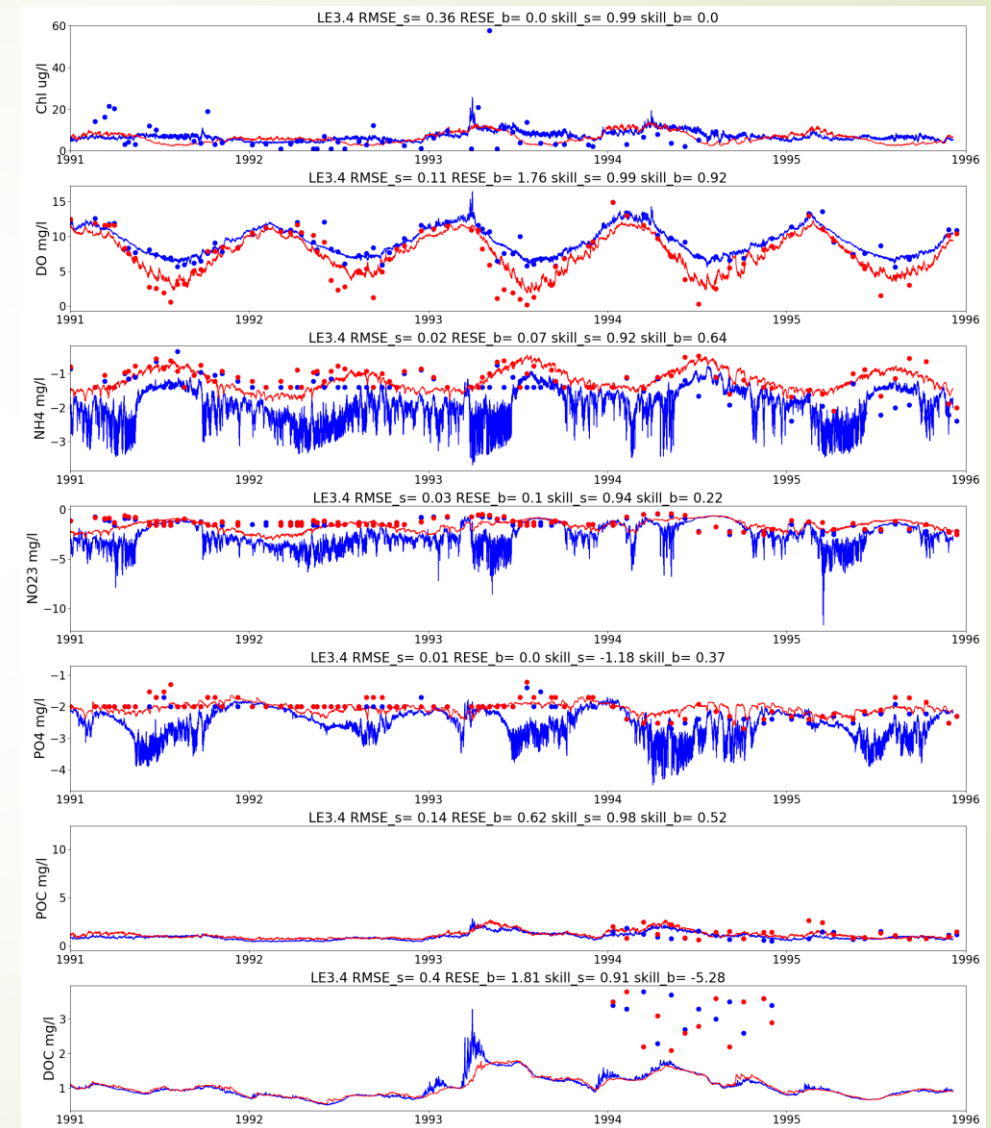 LE3.4 RMSE_s= 0.36 RESE_b= 0.0 skill_s= 0.99 skill_b= 0.0
Chl ug/l
60
40
20
0
1991 1992 1993 1994 1995 1996
LE3.4 RMSE_s= 0.11 RESE_b= 1.76 skill_s= 0.99 skill_b= 0.92
DO mg/l
15
10
5
0
1991 1992 1993 1994 1995 1996
LE3.4 RMSE_s= 0.02 RESE_b= 0.07 skill_s= 0.92 skill_b= 0.64
NH4 mg/l
−1
−2
−3
1991 1992 1993 1994 1995 1996
LE3.4 RMSE_s= 0.03 RESE_b= 0.1 skill_s= 0.94 skill_b= 0.22
NO23 mg/l
0
−5
−10
1991 1992 1993 1994 1995 1996
LE3.4 RMSE_s= 0.01 RESE_b= 0.0 skill_s= -1.18 skill_b= 0.37
PO4 mg/l
−1
−2
−3
−4
1991 1992 1993 1994 1995 1996
LE3.4 RMSE_s= 0.14 RESE_b= 0.62 skill_s= 0.98 skill_b= 0.52
POC mg/l
10
5
0
1991 1992 1993 1994 1995 1996
LE3.4 RMSE_s= 0.4 RESE_b= 1.81 skill_s= 0.91 skill_b= -5.28
DOC mg/l
3
2
1
1991 1992 1993 1994 1995 1996